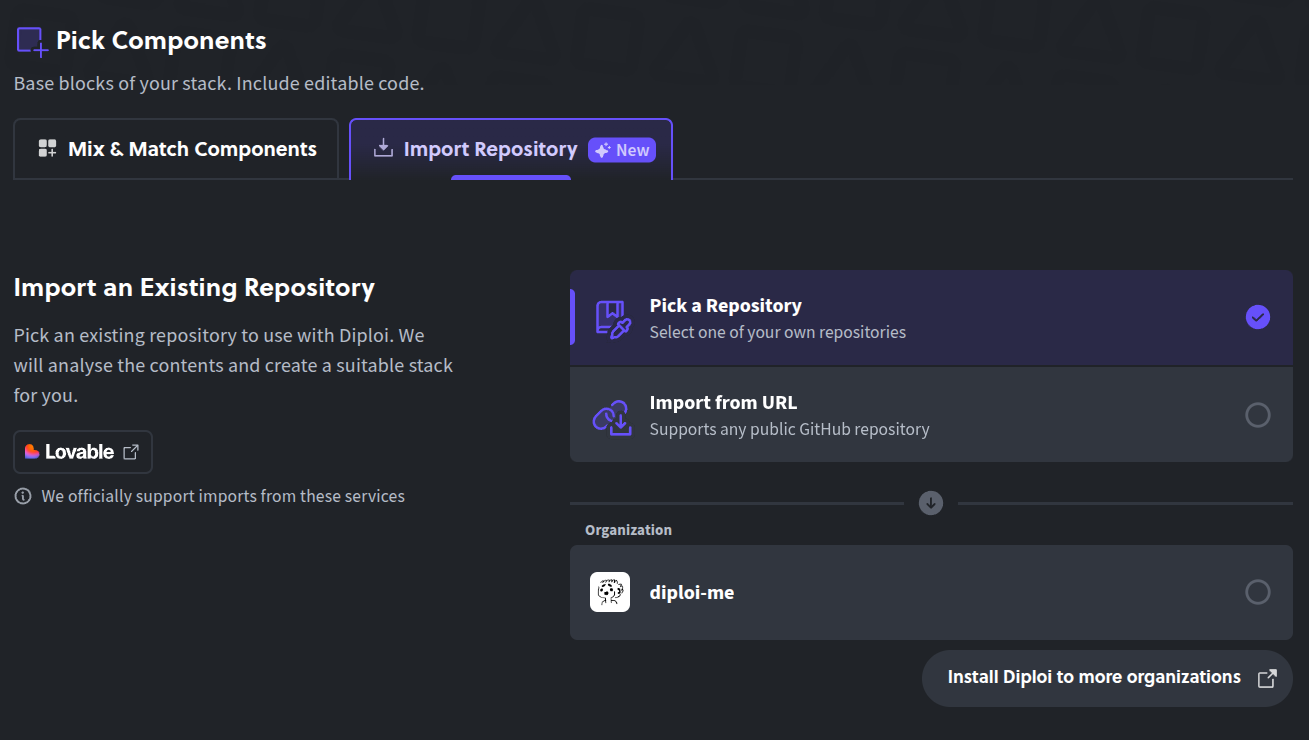 Pick Components
Base blocks of your stack. Include editable code.
Mix & Match Components
Import Repository
New
Import an Existing Repository
Pick an existing repository to use with Diploi. We
will analyse the contents and create a suitable stack
for you.
Lovable
We officially support imports from these services
Pick a Repository
Select one of your own repositories
Import from URL
Supports any public GitHub repository
Organization
diploi-me
Install Diploi to more organizations